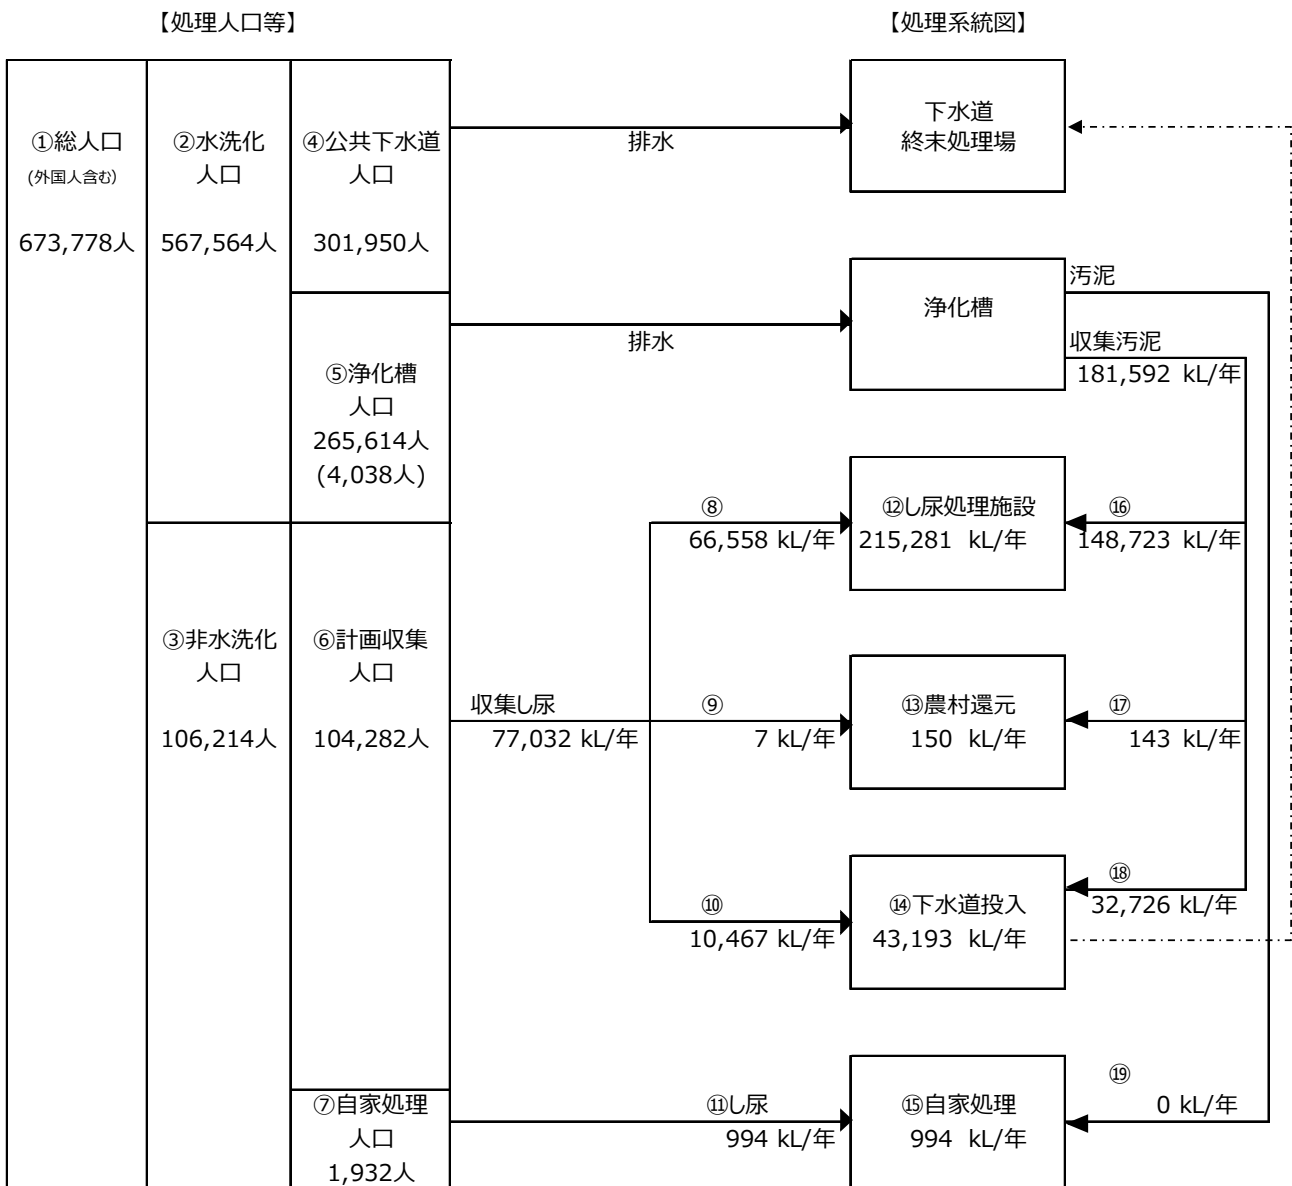 【処理人口等】
【処理系統図】
①総人口
(外国人含む)
673,778人
②水洗化
人口
567,564人
④公共下水道
人口
301,950人
排水
下水道
終末処理場
⑤浄化槽
人口
265,614人
(4,038人)
排水
浄化槽
汚泥
収集汚泥
181,592 kL/年
③非水洗化
人口
106,214人
⑥計画収集
人口
104,282人
収集し尿
77,032 kL/年
⑧
66,558 kL/年
⑫し尿処理施設
215,281 kL/年
⑯
148,723 kL/年
⑨
7 kL/年
⑬農村還元
150 kL/年
⑰
143 kL/年
⑩
10,467 kL/年
⑭下水道投入
43,193 kL/年
⑱
32,726 kL/年
⑦自家処理
人口
1,932人
⑪し尿
994 kL/年
⑮自家処理
994 kL/年
⑲
0 kL/年